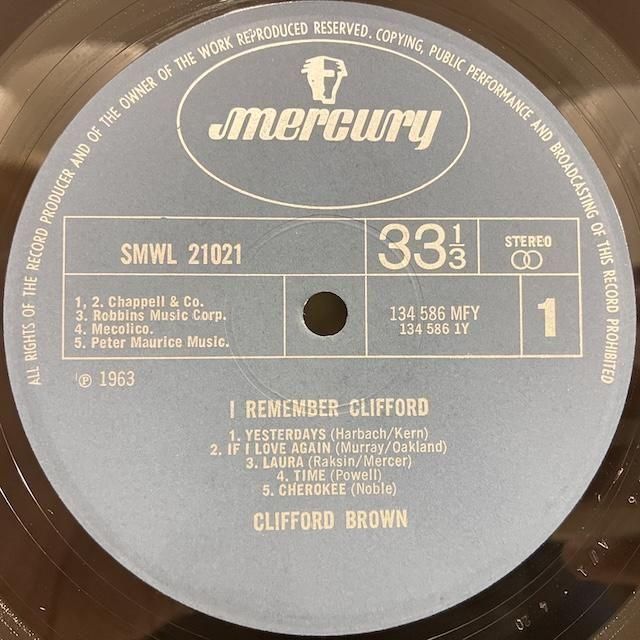 ALL RIGHTS OF THE RECORD PRODUCER AND OF THE OWNER OF THE WORK REPRODUCED RESERVED. COPYING, PUBLIC PERFORMANCE AND BROADCASTING OF THIS RECORD PROHIBITED
mercury
SMWL 21021
33 1/3
STEREO
1, 2. Chappell & Co.
3. Robbins Music Corp.
4. Mecolico.
5. Peter Maurice Music.
134 586 MFY
134 586 1Y
1
℗ 1963
I REMEMBER CLIFFORD
1. YESTERDAYS (Harbach/Kern)
2. IF I LOVE AGAIN (Murray/Oakland)
3. LAURA (Raksin/Mercer)
4. TIME (Powell)
5. CHEROKEE (Noble)
CLIFFORD BROWN